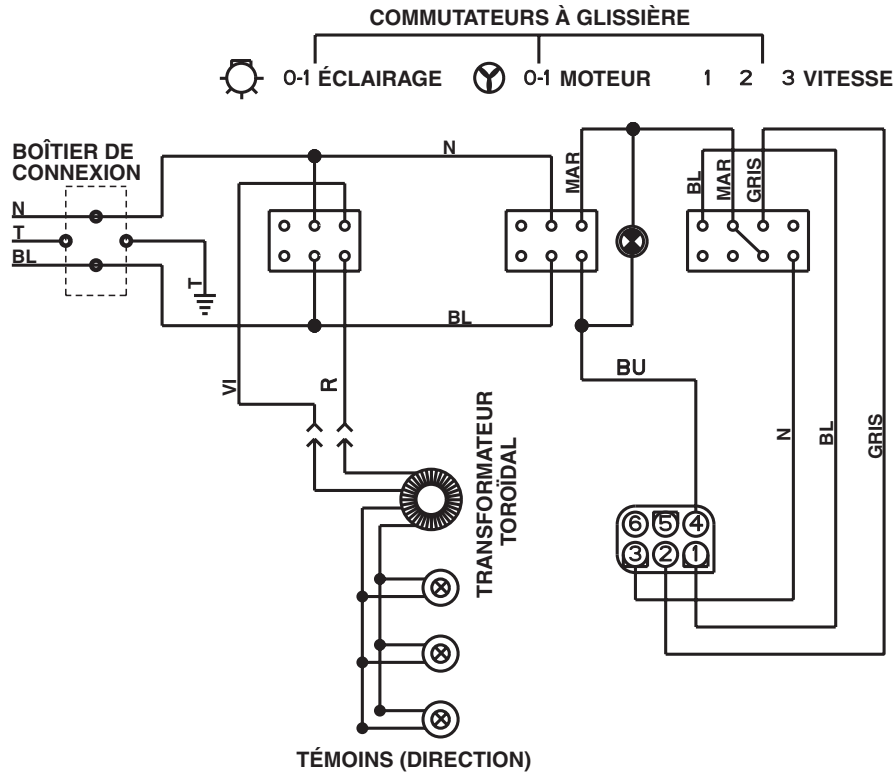 COMMUTATEURS À GLISSIÈRE
0-1 ÉCLAIRAGE 0-1 MOTEUR 1 2 3 VITESSE
BOÎTIER DE
CONNEXION
N
T
BL
T
N
BL
MAR
BL
MAR
GRIS
VI
R
BU
N
BL
GRIS
TRANSFORMATEUR
TOROÏDAL
6 5 4
3 2 1
TÉMOINS (DIRECTION)